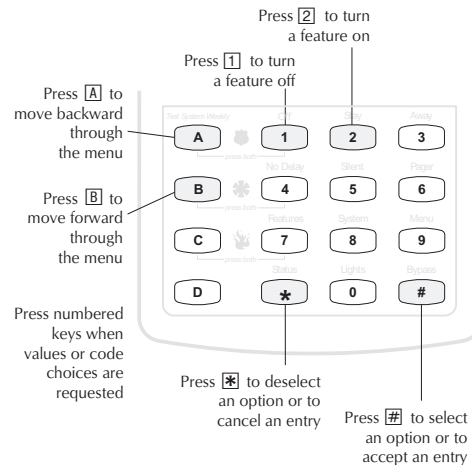 Press 2 to turn
a feature on
Press 1 to turn
a feature off
Press A to
move backward
through
the menu
Press B to
move forward
through
the menu
Press numbered
keys when
values or code
choices are
requested
Test System Weekly Off Stay Away
A 1 2 3
press both
No Delay Silent Pager
B 4 5 6
press both
Features System Menu
C 7 8 9
press both
Status Lights Bypass
D * 0 #
Press * to deselect
an option or to
cancel an entry
Press # to select
an option or to
accept an entry